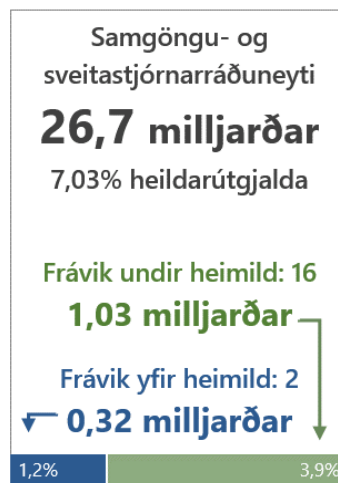 Samgöngu- og
sveitastjórnarráðuneyti
26,7 milljarðar
7,03% heildarútgjalda
Frávik undir heimild: 16
1,03 milljarðar
Frávik yfir heimild: 2
0,32 milljarðar
1,2% 3,9%